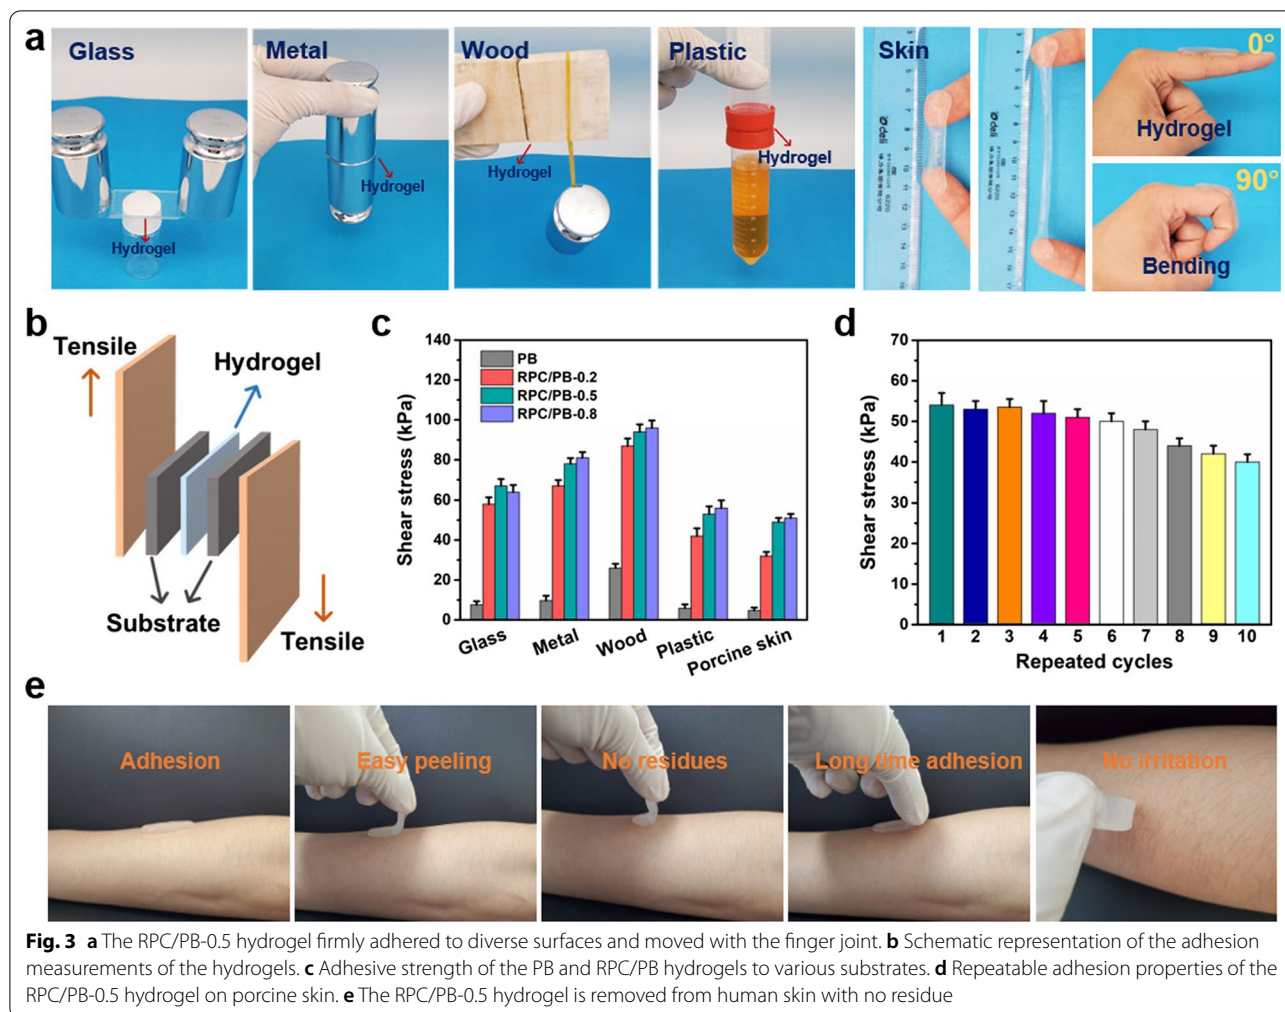 a
Glass
Hydrogel
Metal
Hydrogel
Wood
Hydrogel
Plastic
Hydrogel
Skin
deli
deli
0°
Hydrogel
90°
Bending
b
Tensile
Hydrogel
Substrate
Tensile
c
Shear stress (kPa)
140
120
100
80
60
40
20
0
PB
RPC/PB-0.2
RPC/PB-0.5
RPC/PB-0.8
Glass
Metal
Wood
Plastic
Porcine skin
d
Shear stress (kPa)
70
60
50
40
30
20
10
0
1 2 3 4 5 6 7 8 9 10
Repeated cycles
e
Adhesion
Easy peeling
No residues
Long time adhesion
No irritation
Fig. 3 a The RPC/PB-0.5 hydrogel firmly adhered to diverse surfaces and moved with the finger joint. b Schematic representation of the adhesion
measurements of the hydrogels. c Adhesive strength of the PB and RPC/PB hydrogels to various substrates. d Repeatable adhesion properties of the
RPC/PB-0.5 hydrogel on porcine skin. e The RPC/PB-0.5 hydrogel is removed from human skin with no residue